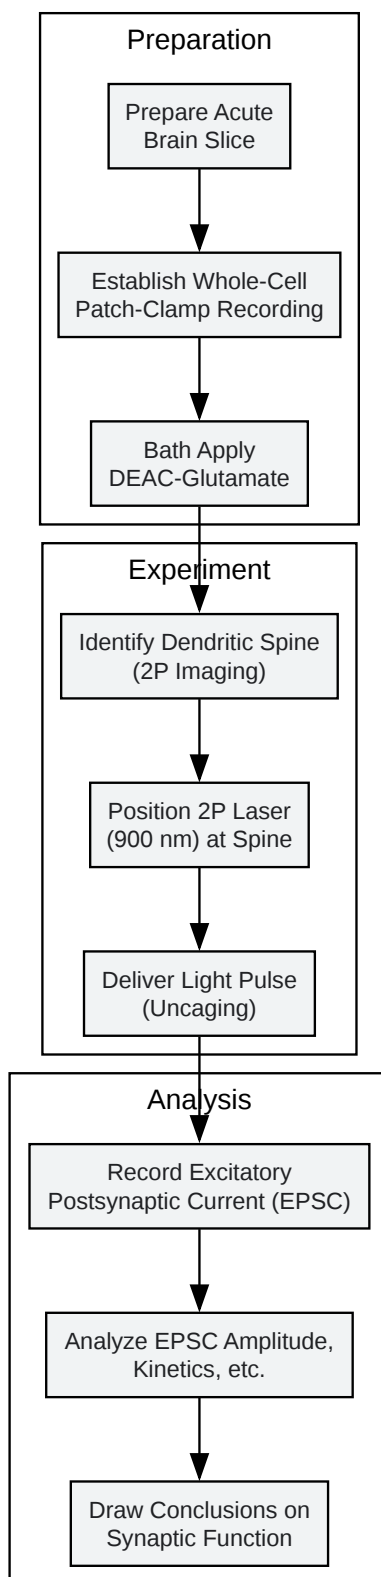 Preparation
Prepare Acute
Brain Slice
Establish Whole-Cell
Patch-Clamp Recording
Bath Apply
DEAC-Glutamate
Experiment
Identify Dendritic Spine
(2P Imaging)
Position 2P Laser
(900 nm) at Spine
Deliver Light Pulse
(Uncaging)
Analysis
Record Excitatory
Postsynaptic Current (EPSC)
Analyze EPSC Amplitude,
Kinetics, etc.
Draw Conclusions on
Synaptic Function